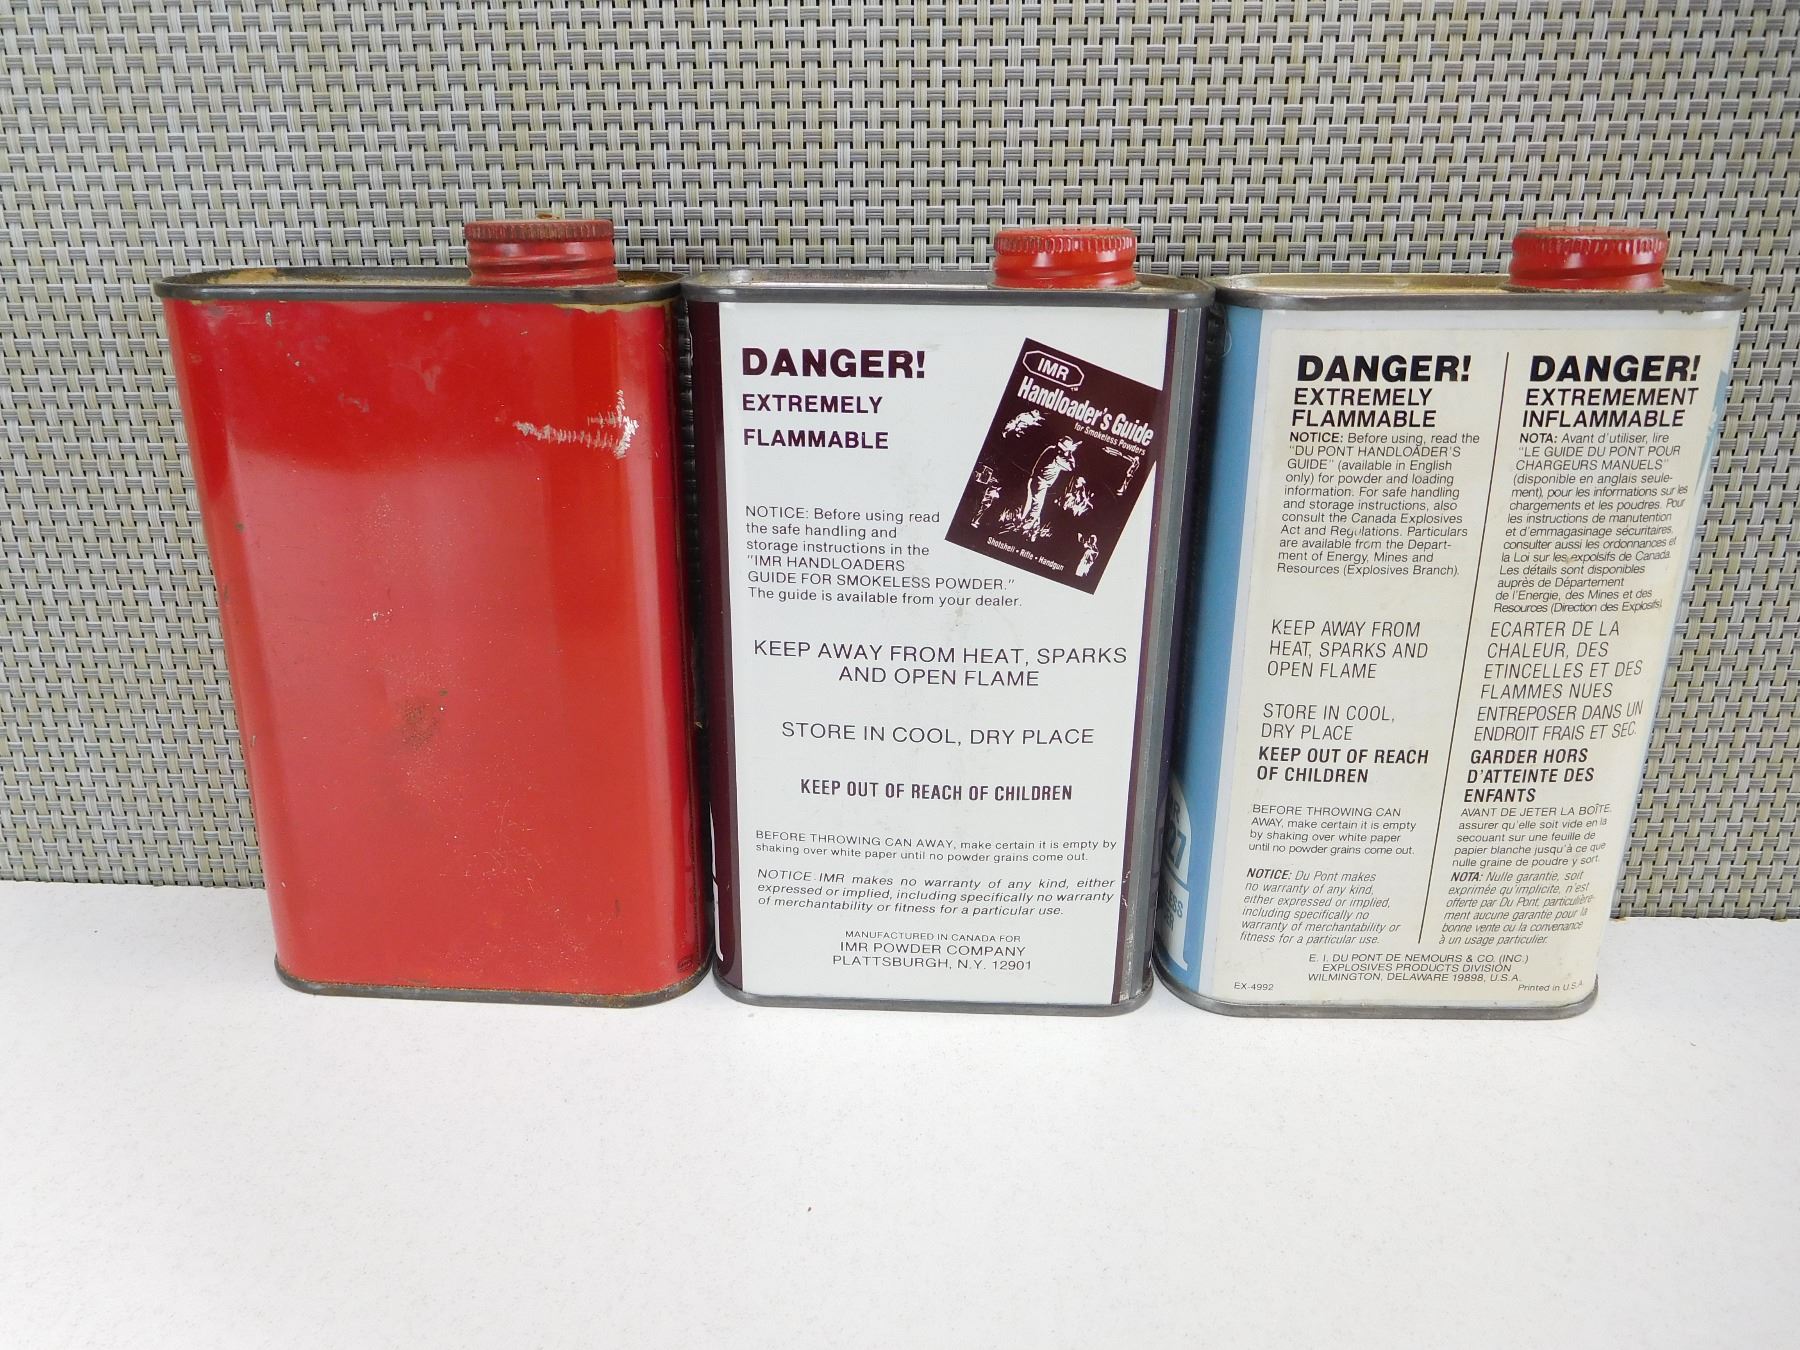 DANGER!
EXTREMELY
FLAMMABLE
IMR
Handloader's Guide
for Smokeless Powders
Shotshell • Rifle • Handgun
NOTICE: Before using read
the safe handling and
storage instructions in the
"IMR HANDLOADERS
GUIDE FOR SMOKELESS POWDER."
The guide is available from your dealer.
KEEP AWAY FROM HEAT, SPARKS
AND OPEN FLAME
STORE IN COOL, DRY PLACE
KEEP OUT OF REACH OF CHILDREN
BEFORE THROWING CAN AWAY, make certain it is empty by
shaking over white paper until no powder grains come out.
NOTICE: IMR makes no warranty of any kind, either
expressed or implied, including specifically no warranty
of merchantability or fitness for a particular use.
MANUFACTURED IN CANADA FOR
IMR POWDER COMPANY
PLATTSBURGH, N.Y. 12901
DANGER!
EXTREMELY
FLAMMABLE
NOTICE: Before using, read the
"DU PONT HANDLOADER'S
GUIDE" (available in English
only) for powder and loading
information. For safe handling
and storage instructions, also
consult the Canada Explosives
Act and Regulations. Particulars
are available from the Depart-
ment of Energy, Mines and
Resources (Explosives Branch).
KEEP AWAY FROM
HEAT, SPARKS AND
OPEN FLAME
STORE IN COOL,
DRY PLACE
KEEP OUT OF REACH
OF CHILDREN
BEFORE THROWING CAN
AWAY, make certain it is empty
by shaking over white paper
until no powder grains come out.
NOTICE: Du Pont makes
no warranty of any kind,
either expressed or implied,
including specifically no
warranty of merchantability or
fitness for a particular use.
DANGER!
EXTREMEMENT
INFLAMMABLE
NOTA: Avant d'utiliser, lire
"LE GUIDE DU PONT POUR
CHARGEURS MANUELS"
(disponible en anglais seule-
ment), pour les informations sur les
chargements et les poudres. Pour
les instructions de manutention
et d'emmagasinage sécuritaires,
consulter aussi les ordonnances et
la Loi sur les expolsifs de Canada.
Les détails sont disponibles
auprès de Département
de l'Energie, des Mines et des
Resources (Direction des Explosifs).
ECARTER DE LA
CHALEUR, DES
ETINCELLES ET DES
FLAMMES NUES
ENTREPOSER DANS UN
ENDROIT FRAIS ET SEC.
GARDER HORS
D'ATTEINTE DES
ENFANTS
AVANT DE JETER LA BOÎTE,
assurer qu'elle soit vide en la
secouant sur une feuille de
papier blanche jusqu'à ce que
nulle graine de poudre y sort.
NOTA: Nulle garantie, soit
exprimée qu'implicite, n'est
offerte par Du Pont, particulière-
ment aucune garantie pour la
bonne vente où la convenance
à un usage particulier.
E. I. DU PONT DE NEMOURS & CO. (INC.)
EXPLOSIVES PRODUCTS DIVISION
WILMINGTON, DELAWARE 19898, U.S.A.
EX-4992
Printed in U.S.A.